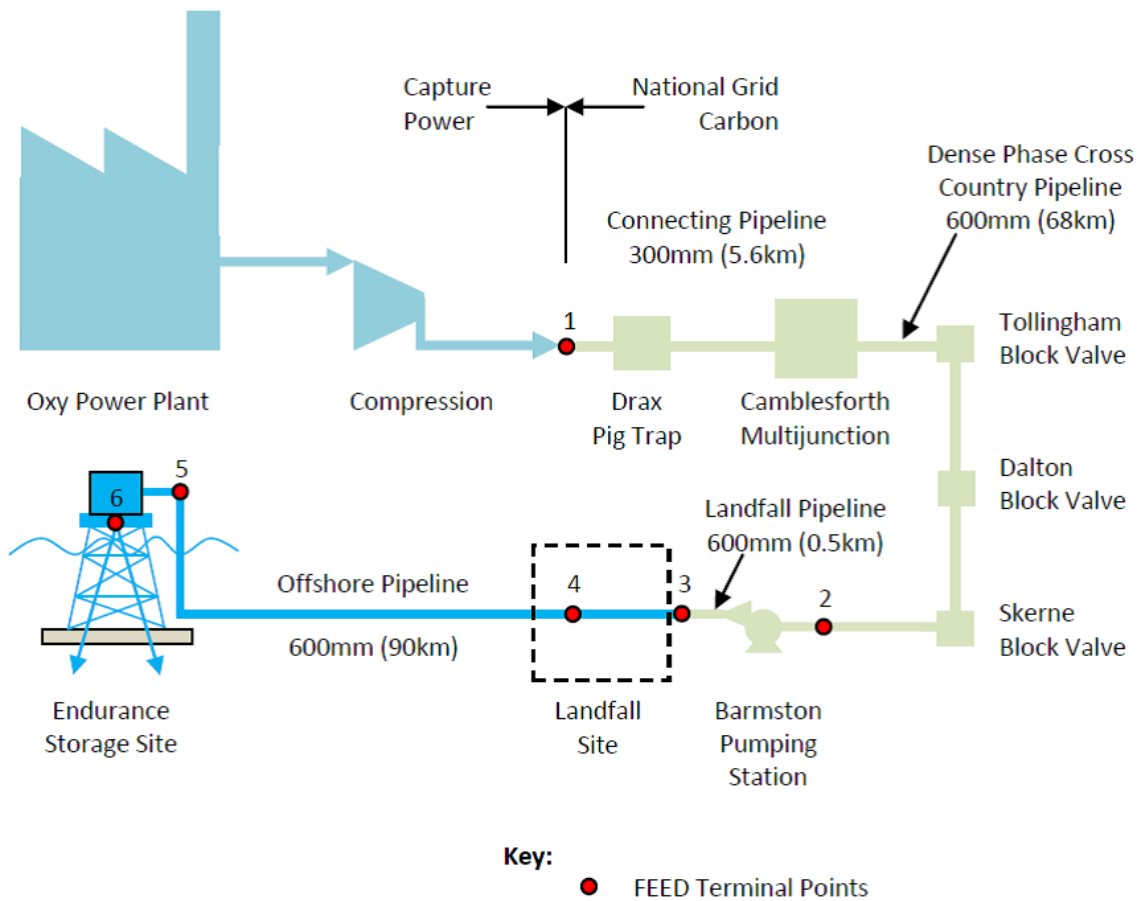 Capture
Power
National Grid
Carbon
Dense Phase Cross
Country Pipeline
600mm (68km)
Connecting Pipeline
300mm (5.6km)
1
Tollingham
Block Valve
Oxy Power Plant
Compression
Drax
Pig Trap
Camblesforth
Multijunction
5
6
Dalton
Block Valve
Landfall Pipeline
600mm (0.5km)
Offshore Pipeline
600mm (90km)
4
3
2
Skerne
Block Valve
Endurance
Storage Site
Landfall
Site
Barmston
Pumping
Station
Key:
FEED Terminal Points